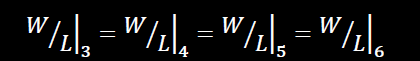 W/L|₃ = W/L|₄ = W/L|₅ = W/L|₆